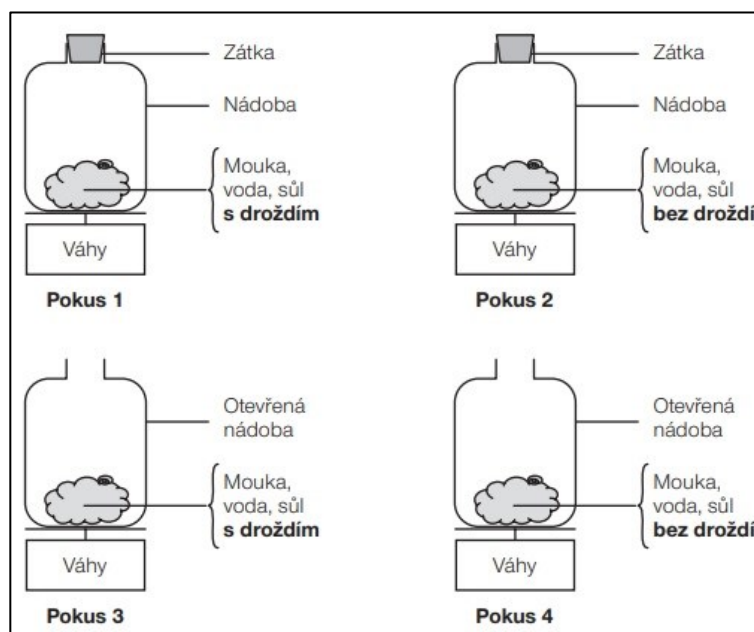 Zátka
Nádoba
Mouka,
voda, sůl
s droždím
Váhy
Pokus 1
Zátka
Nádoba
Mouka,
voda, sůl
bez droždí
Váhy
Pokus 2
Otevřená
nádoba
Mouka,
voda, sůl
s droždím
Váhy
Pokus 3
Otevřená
nádoba
Mouka,
voda, sůl
bez droždí
Váhy
Pokus 4